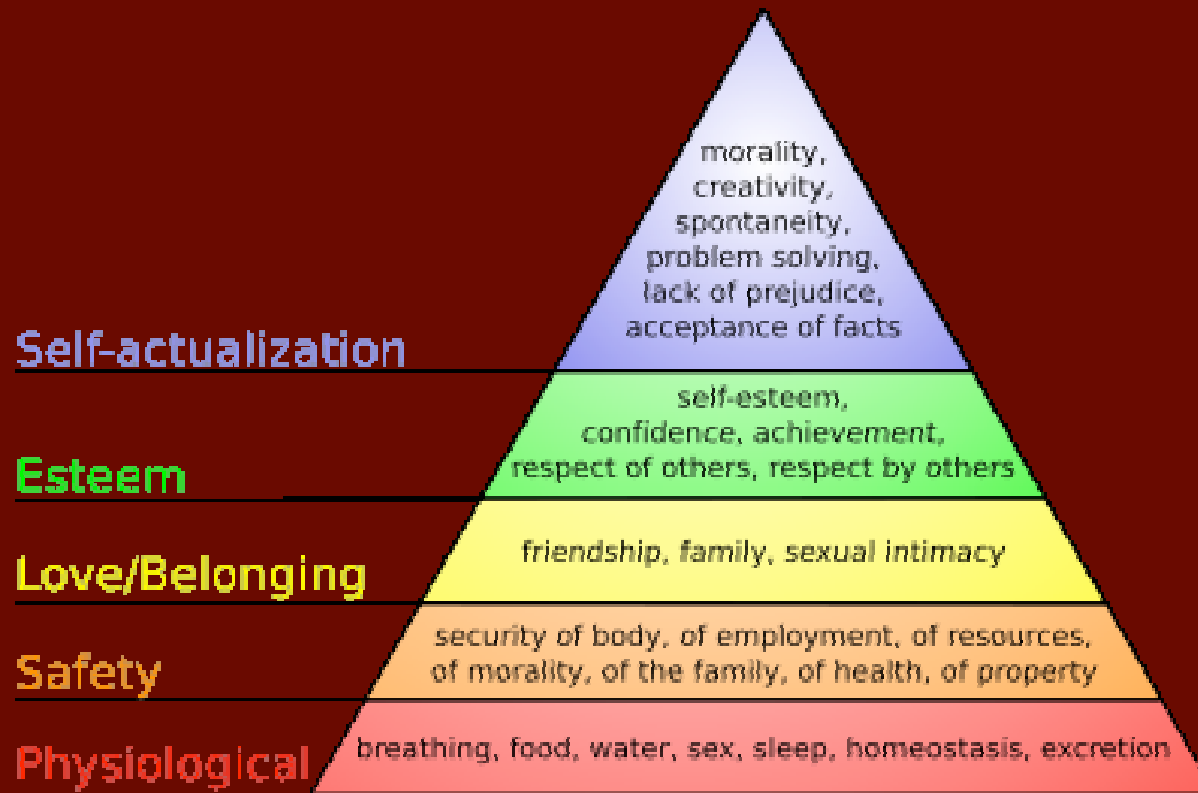 morality,
creativity,
spontaneity,
problem solving,
lack of prejudice,
acceptance of facts
Self-actualization
self-esteem,
confidence, achievement,
respect of others, respect by others
Esteem
friendship, family, sexual intimacy
Love/Belonging
security of body, of employment, of resources,
of morality, of the family, of health, of property
Safety
breathing, food, water, sex, sleep, homeostasis, excretion
Physiological